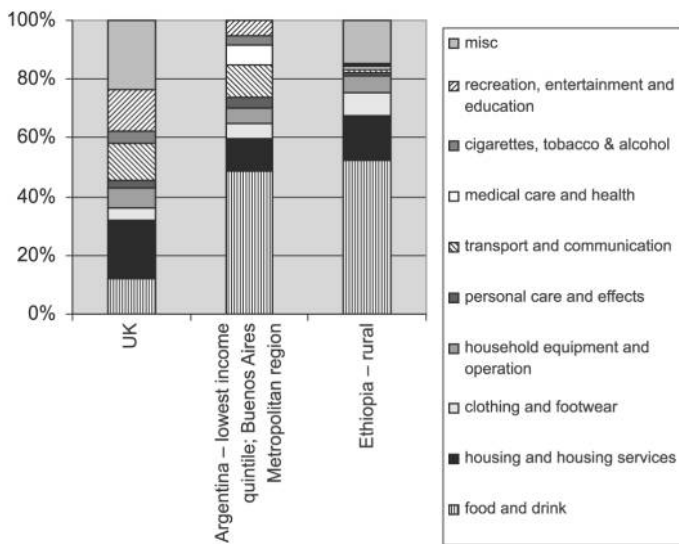 100%
80%
60%
40%
20%
0%
UK
Argentina – lowest income
quintile; Buenos Aires
Metropolitan region
Ethiopia – rural
misc
recreation, entertainment and
education
cigarettes, tobacco & alcohol
medical care and health
transport and communication
personal care and effects
household equipment and
operation
clothing and footwear
housing and housing services
food and drink